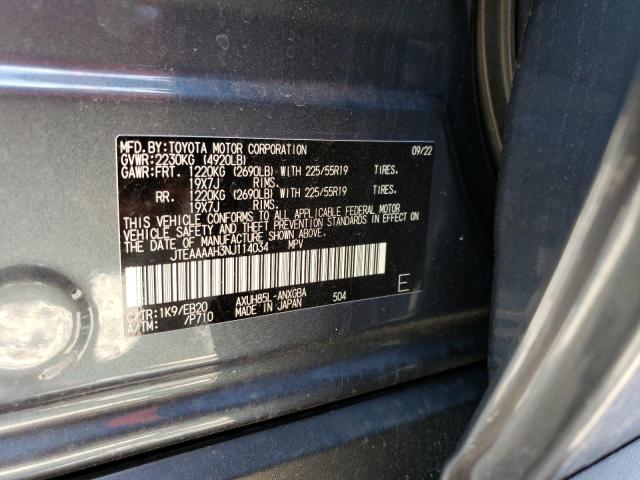 MFD.BY:TOYOTA MOTOR CORPORATION 09/22
GVWR:2230KG (4920LB)
GAWR:FRT. 1220KG (2690LB) WITH 225/55R19 TIRES.
19X7J RIMS.
RR. 1220KG (2690LB) WITH 225/55R19 TIRES.
19X7J RIMS.
THIS VEHICLE CONFORMS TO ALL APPLICABLE FEDERAL MOTOR
VEHICLE SAFETY AND THEFT PREVENTION STANDARDS IN EFFECT ON
THE DATE OF MANUFACTURE SHOWN ABOVE.
JTEAAAAH3NJ114034 MPV
C/TR:1K9/EB20 AXUH85L-ANXGBA 504 E
A/TM: /P710 MADE IN JAPAN